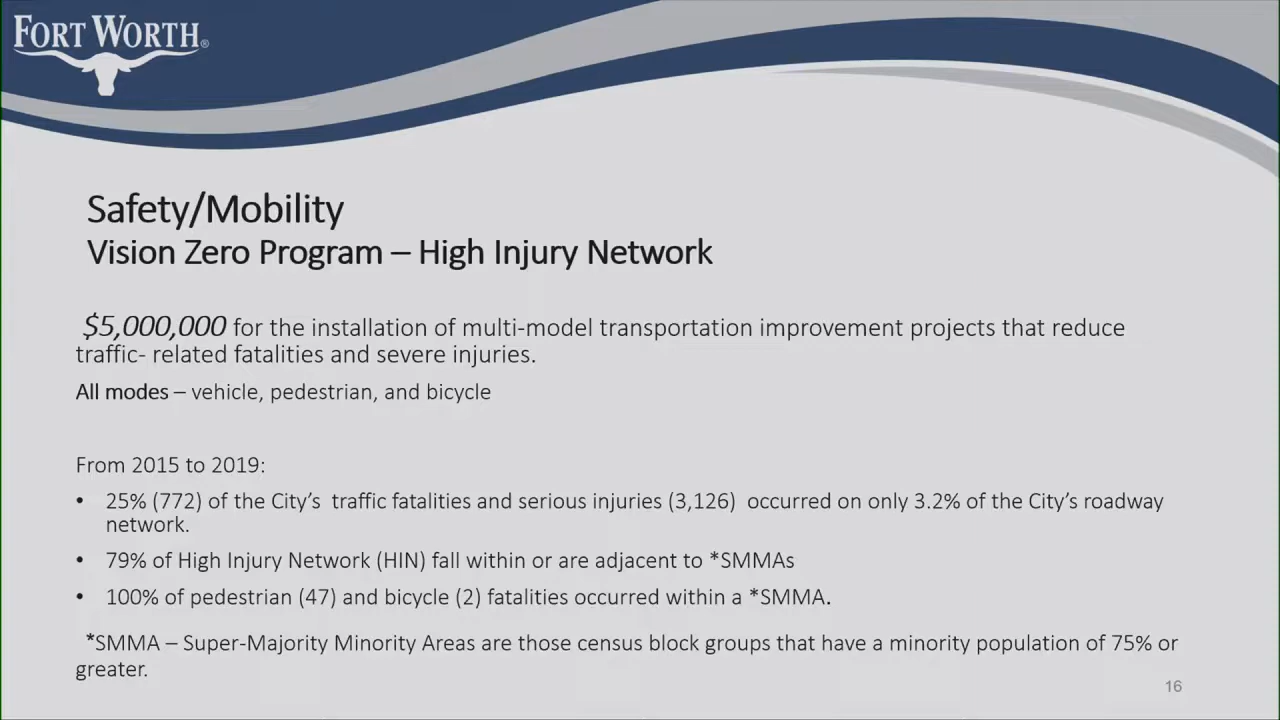 FORT WORTH®
Safety/Mobility
Vision Zero Program – High Injury Network
$5,000,000 for the installation of multi-model transportation improvement projects that reduce
traffic- related fatalities and severe injuries.
All modes – vehicle, pedestrian, and bicycle
From 2015 to 2019:
• 25% (772) of the City’s traffic fatalities and serious injuries (3,126) occurred on only 3.2% of the City’s roadway
network.
• 79% of High Injury Network (HIN) fall within or are adjacent to *SMMAs
• 100% of pedestrian (47) and bicycle (2) fatalities occurred within a *SMMA.
*SMMA – Super-Majority Minority Areas are those census block groups that have a minority population of 75% or
greater.
16